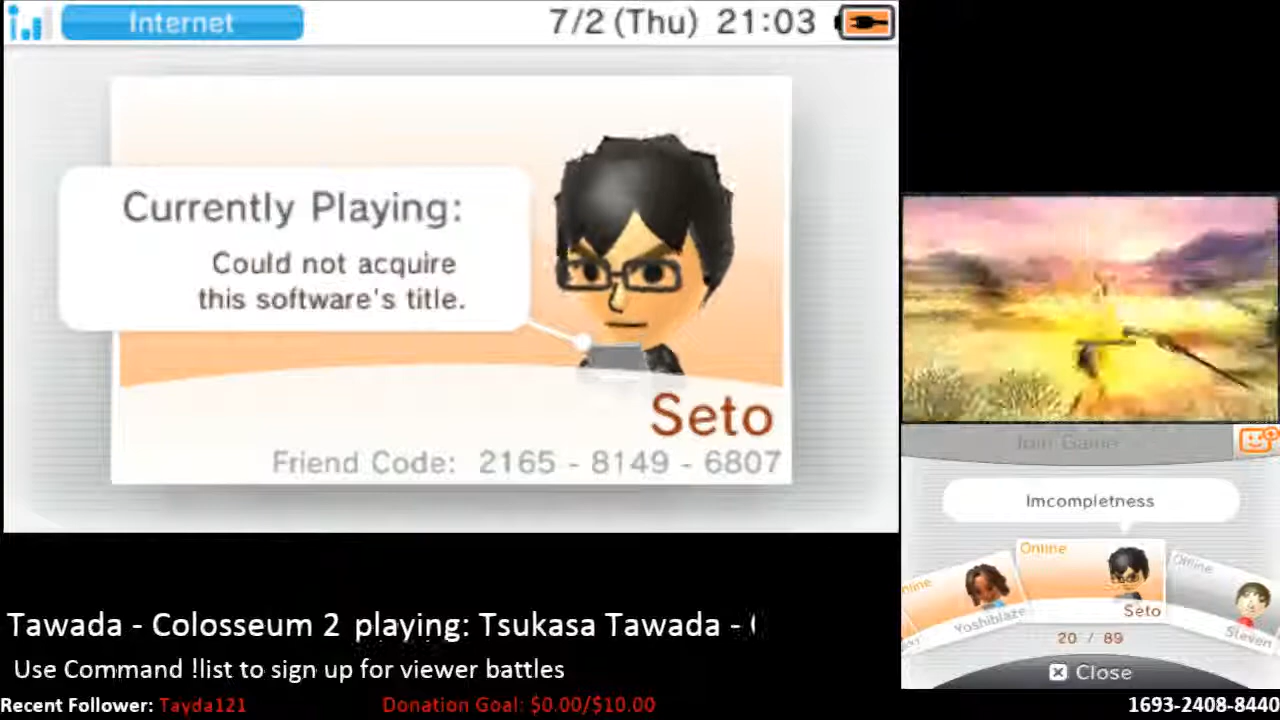 Internet
7/2 (Thu) 21:03
Currently Playing:
Could not acquire
this software's title.
Seto
Friend Code: 2165 - 8149 - 6807
Join Game
Imcompletness
Online
Offline
Seto
Yoshiblaze
Steven
20 / 89
Close
Tawada - Colosseum 2 playing: Tsukasa Tawada -
Use Command !list to sign up for viewer battles
Recent Follower: Tayda121
Donation Goal: $0.00/$10.00
1693-2408-8440